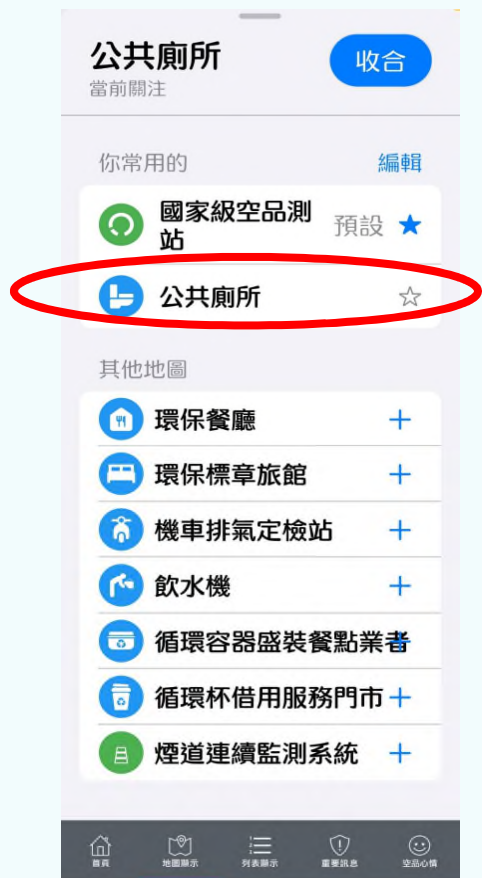 公共廁所
收合
當前關注
你常用的
編輯
國家級空品測
站
預設
公共廁所
其他地圖
環保餐廳
環保標章旅館
機車排氣定檢站
飲水機
循環容器盛裝餐點業者
循環杯借用服務門市
煙道連續監測系統
首頁
地圖顯示
列表顯示
重要訊息
空品心情